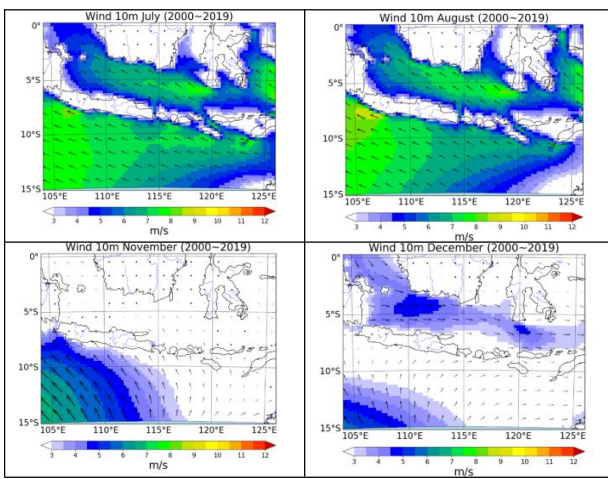 Wind 10m July (2000~2019)
0°
5°S
10°S
15°S
105°E 110°E 115°E 120°E 125°E
3 4 5 6 7 8 9 10 11 12
m/s
Wind 10m August (2000~2019)
0°
5°S
10°S
15°S
105°E 110°E 115°E 120°E 125°E
3 4 5 6 7 8 9 10 11 12
m/s
Wind 10m November (2000~2019)
0°
5°S
10°S
15°S
105°E 110°E 115°E 120°E 125°E
3 4 5 6 7 8 9 10 11 12
m/s
Wind 10m December (2000~2019)
0°
5°S
10°S
15°S
105°E 110°E 115°E 120°E 125°E
3 4 5 6 7 8 9 10 11 12
m/s